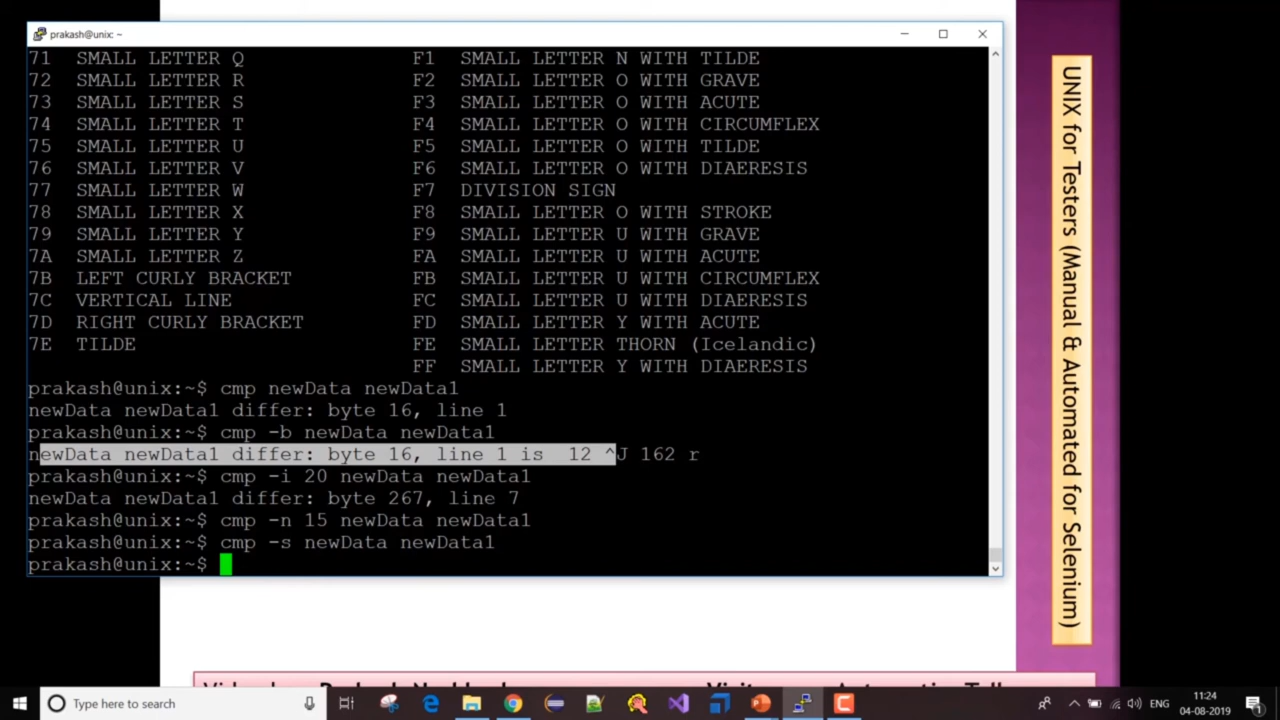 prakash@unix: ~
71 SMALL LETTER Q F1 SMALL LETTER N WITH TILDE
72 SMALL LETTER R F2 SMALL LETTER O WITH GRAVE
73 SMALL LETTER S F3 SMALL LETTER O WITH ACUTE
74 SMALL LETTER T F4 SMALL LETTER O WITH CIRCUMFLEX
75 SMALL LETTER U F5 SMALL LETTER O WITH TILDE
76 SMALL LETTER V F6 SMALL LETTER O WITH DIAERESIS
77 SMALL LETTER W F7 DIVISION SIGN
78 SMALL LETTER X F8 SMALL LETTER O WITH STROKE
79 SMALL LETTER Y F9 SMALL LETTER U WITH GRAVE
7A SMALL LETTER Z FA SMALL LETTER U WITH ACUTE
7B LEFT CURLY BRACKET FB SMALL LETTER U WITH CIRCUMFLEX
7C VERTICAL LINE FC SMALL LETTER U WITH DIAERESIS
7D RIGHT CURLY BRACKET FD SMALL LETTER Y WITH ACUTE
7E TILDE FE SMALL LETTER THORN (Icelandic)
FF SMALL LETTER Y WITH DIAERESIS
prakash@unix:~$ cmp newData newData1
newData newData1 differ: byte 16, line 1
prakash@unix:~$ cmp -b newData newData1
newData newData1 differ: byte 16, line 1 is 12 ^J 162 r
prakash@unix:~$ cmp -i 20 newData newData1
newData newData1 differ: byte 267, line 7
prakash@unix:~$ cmp -n 15 newData newData1
prakash@unix:~$ cmp -s newData newData1
prakash@unix:~$
UNIX for Testers (Manual & Automated for Selenium)
Type here to search
ENG
11:24
04-08-2019